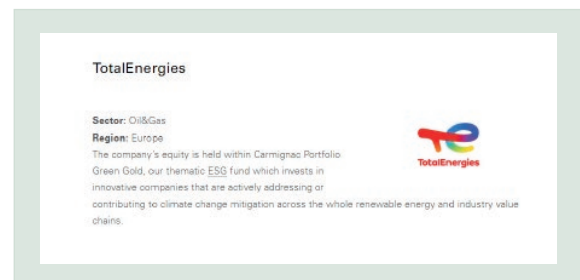 TotalEnergies
Sector: Oil&Gas
Region: Europe
The company's equity is held within Carmignac Portfolio
Green Gold, our thematic ESG fund which invests in
innovative companies that are actively addressing or
contributing to climate change mitigation across the whole renewable energy and industry value
chains.
TotalEnergies